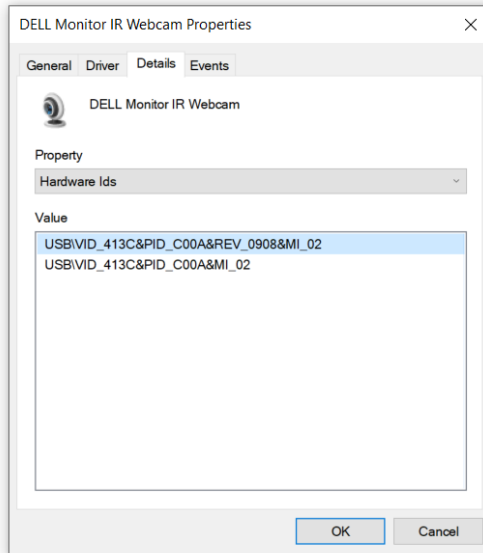 DELL Monitor IR Webcam Properties
General Driver Details Events
DELL Monitor IR Webcam
Property
Hardware Ids
Value
USB\VID_413C&PID_C00A&REV_0908&MI_02
USB\VID_413C&PID_C00A&MI_02
OK Cancel